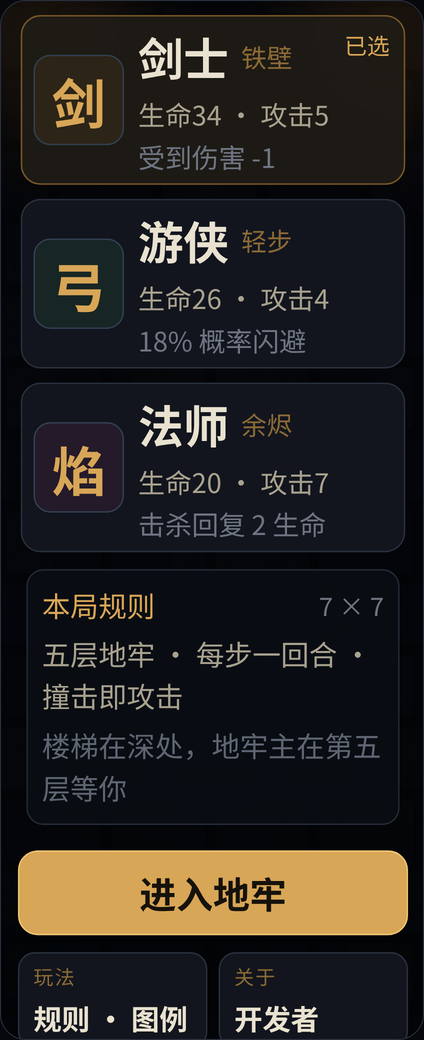 剑
剑士 铁壁 已选
生命34 · 攻击5
受到伤害 -1
弓
游侠 轻步
生命26 · 攻击4
18% 概率闪避
焰
法师 余烬
生命20 · 攻击7
击杀回复 2 生命
本局规则 7 × 7
五层地牢 · 每步一回合 ·
撞击即攻击
楼梯在深处，地牢主在第五
层等你
进入地牢
玩法
规则 · 图例
关于
开发者